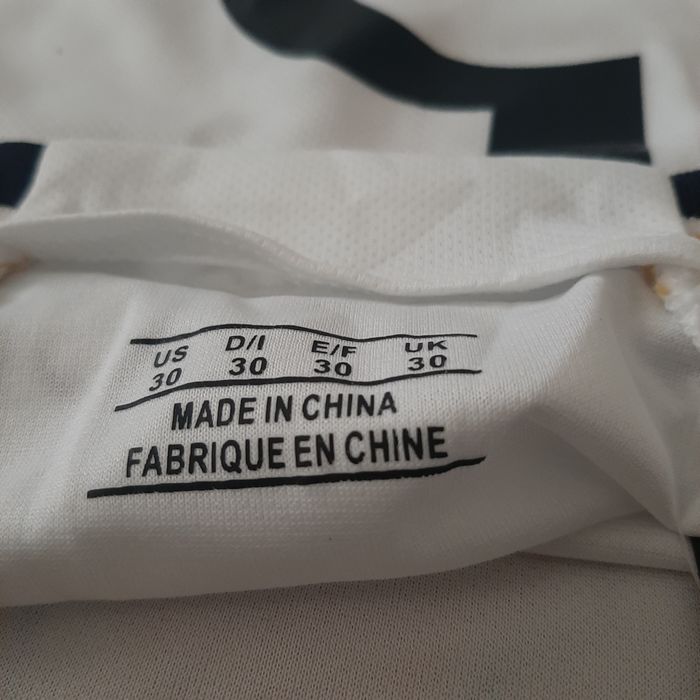 US D/I E/F UK
30 30 30 30
MADE IN CHINA
FABRIQUE EN CHINE